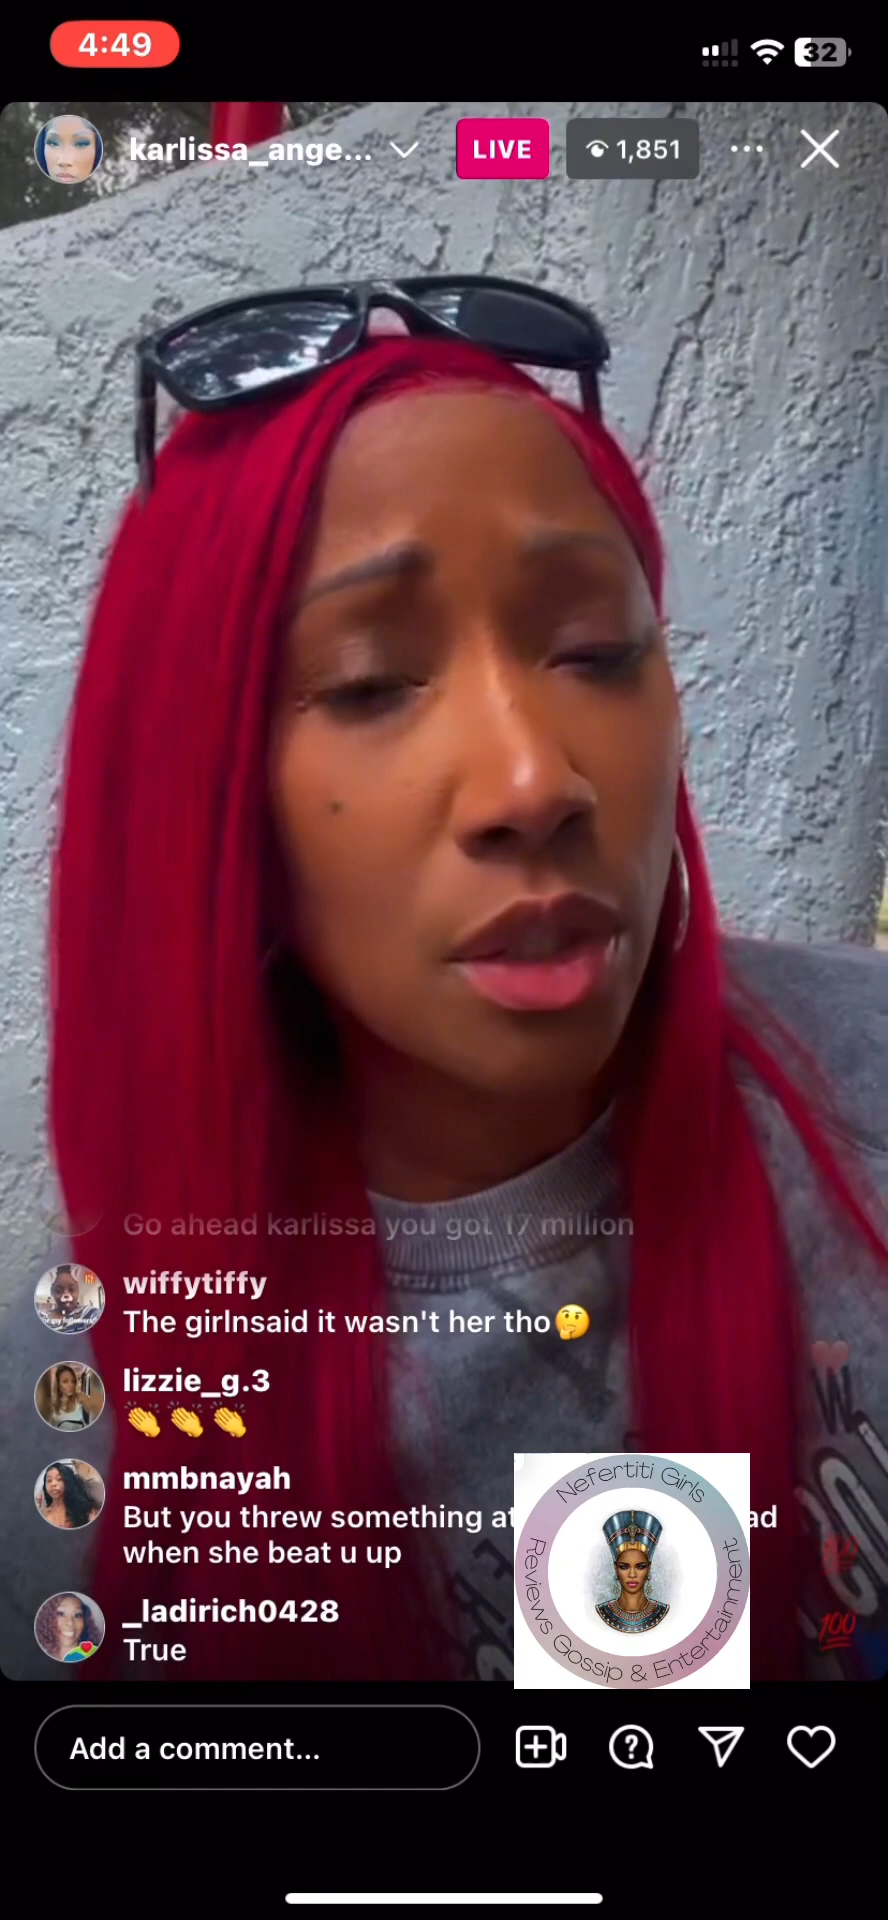 4:49
32
karlissa_ange...
LIVE
1,851
Go ahead karlissa you got 17 million
wiffytiffy
The girlnsaid it wasn't her tho🤔
lizzie_g.3
👏👏👏
mmbnayah
But you threw something at ad
when she beat u up
_ladirich0428
True
Nefertiti Girls
Reviews Gossip & Entertainment
100
100
Add a comment...